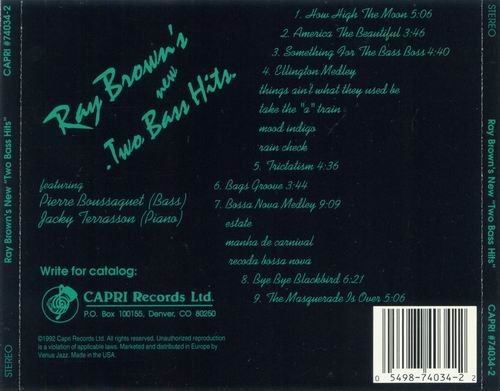 CAPRI #74034-2
Ray Brown's New "Two Bass Hits"
STEREO
Ray Brown's
new
Two Bass Hits.
featuring
Pierre Boussaguet (Bass)
Jacky Terrasson (Piano)
Write for catalog:
CAPRI Records Ltd.
P.O. Box 100155, Denver, CO 80250
©1992 Capri Records Ltd. All rights reserved. Unauthorized reproduction
is a violation of applicable laws. Marketed and distributed in Europe by
Venus Jazz. Made in the USA.
1. How High The Moon 5:06
2. America The Beautiful 3:46
3. Something For The Bass Boss 4:40
4. Ellington Medley
things ain't what they used be
take the "a" train
mood indigo
rain check
5. Trictatism 4:36
6. Bags Groove 3:44
7. Bossa Nova Medley 9:09
estate
manha de carnival
recoda bossa nova
8. Bye Bye Blackbird 6:21
9. The Masquerade Is Over 5:06
0 5498-74034-2 2
STEREO
Ray Brown's New "Two Bass Hits"
CAPRI #74034-2